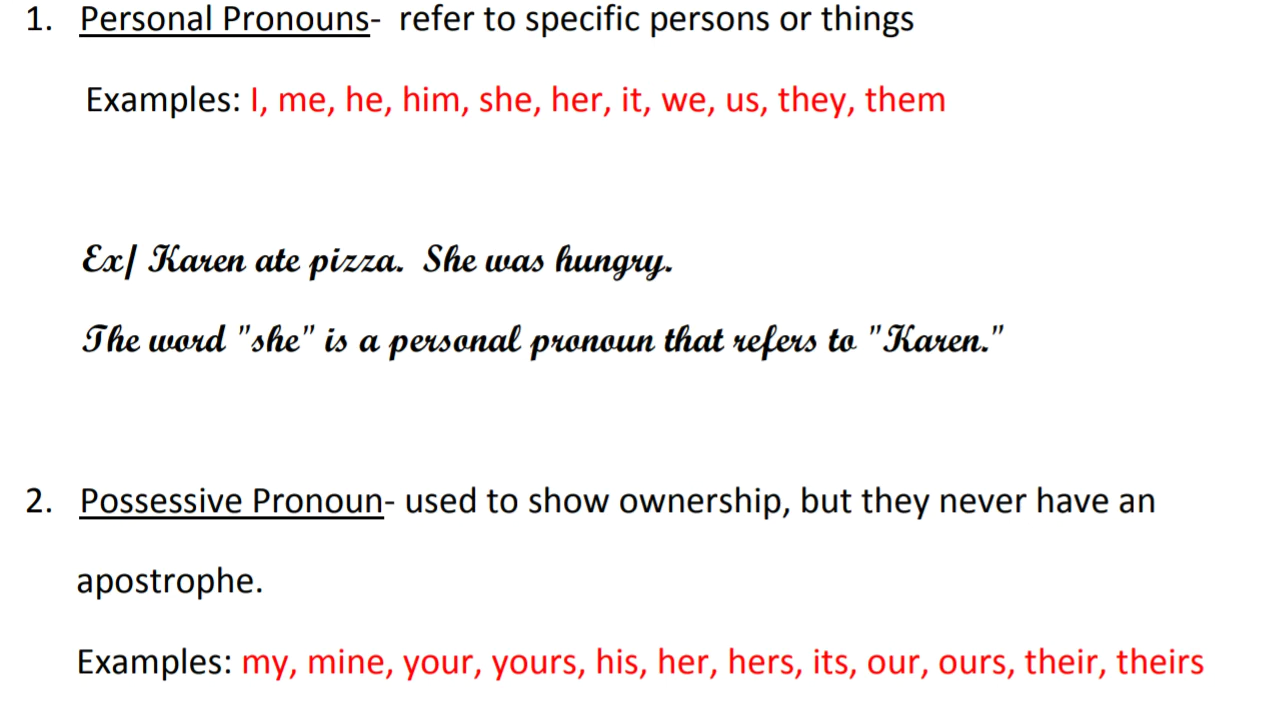 1. Personal Pronouns- refer to specific persons or things
Examples: I, me, he, him, she, her, it, we, us, they, them
Ex/ Karen ate pizza. She was hungry.
The word "she" is a personal pronoun that refers to "Karen."
2. Possessive Pronoun- used to show ownership, but they never have an
apostrophe.
Examples: my, mine, your, yours, his, her, hers, its, our, ours, their, theirs